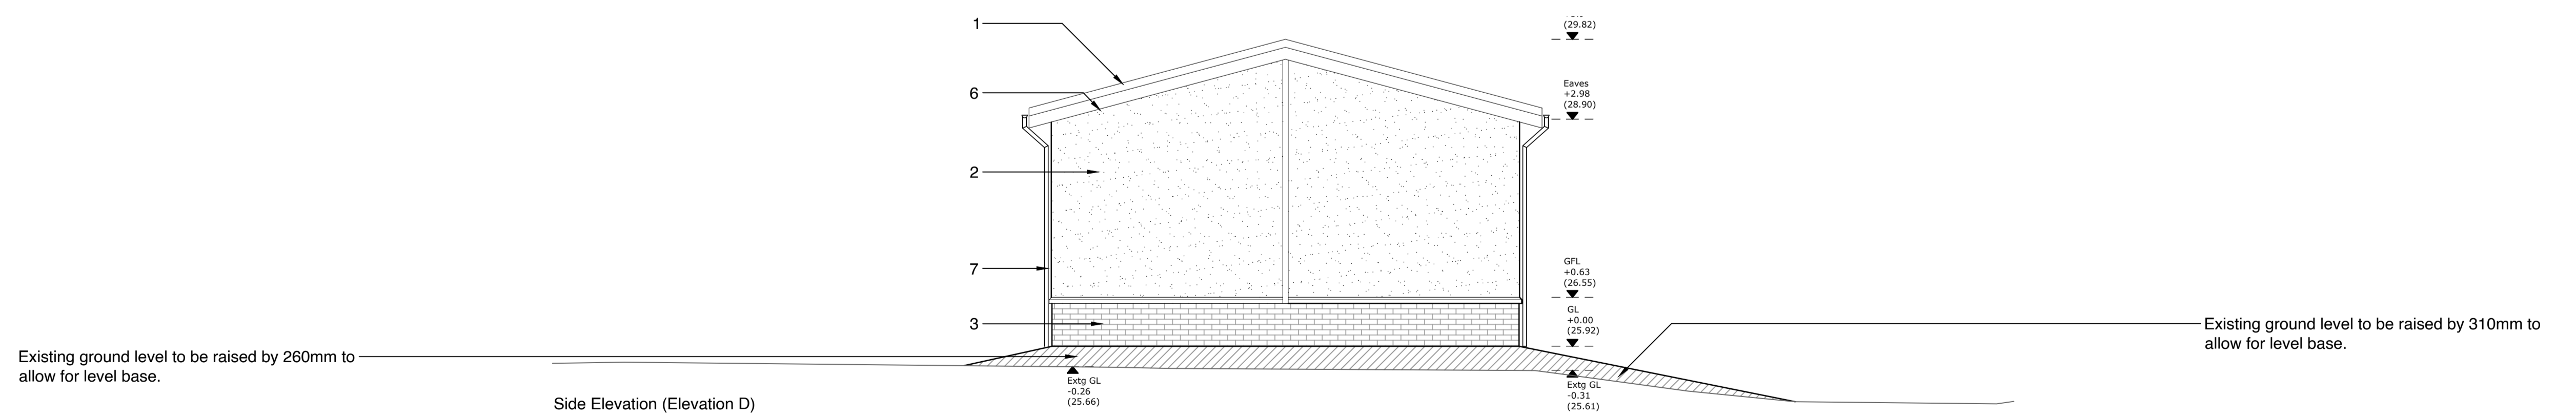 1
(29.82)
6
Eaves
+2.98
(28.90)
2
7
GFL
+0.63
(26.55)
3
GL
+0.00
(25.92)
Existing ground level to be raised by 310mm to
allow for level base.
Existing ground level to be raised by 260mm to
allow for level base.
Extg GL
-0.26
(25.66)
Extg GL
-0.31
(25.61)
Side Elevation (Elevation D)